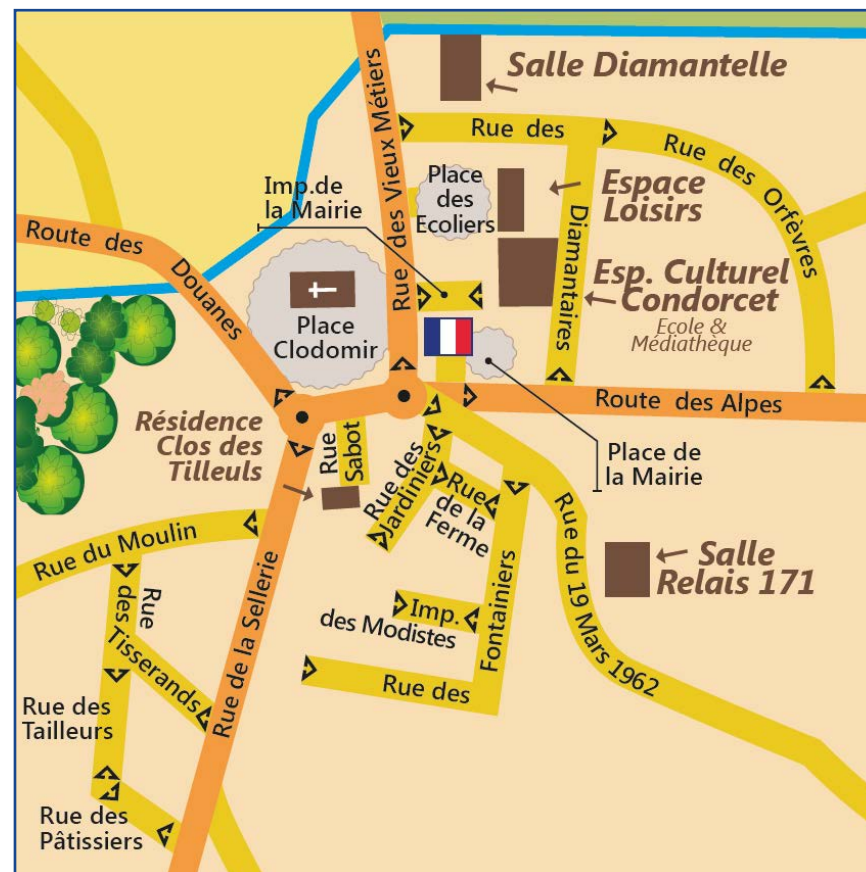 Salle Diamantelle
Rue des Vieux Métiers
Rue des
Diamantaires
Rue des Orfèvres
Imp. de
la Mairie
Place
des
Ecoliers
Espace
Loisirs
Route des
Douanes
Place
Clodomir
Esp. Culturel
Condorcet
Ecole &
Médiathèque
Route des Alpes
Résidence
Clos des
Tilleuls
Rue
Sabot
Rue des
Jardiniers
Rue
de la
Ferme
Place de
la Mairie
Rue du Moulin
Rue de la Sellerie
Rue du 19 Mars 1962
Salle
Relais 171
Rue
des
Tisserands
Imp.
des Modistes
Rue des
Fontainiers
Rue des
Tailleurs
Rue des
Pâtissiers